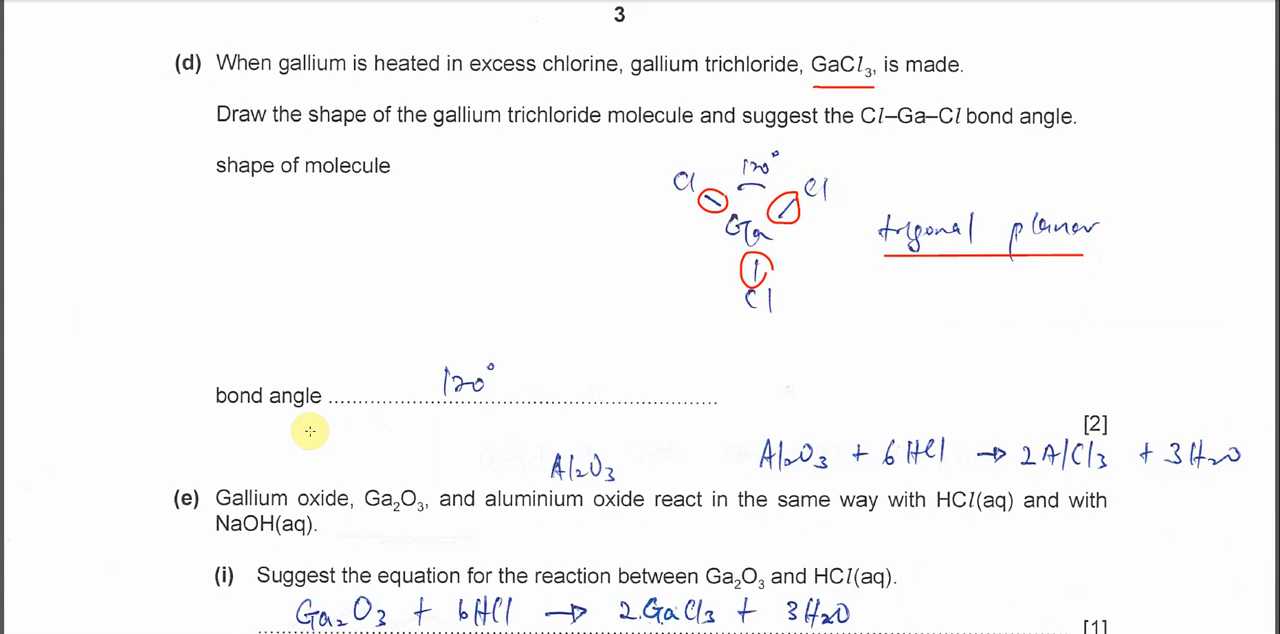 3
(d) When gallium is heated in excess chlorine, gallium trichloride, GaCl₃, is made.
Draw the shape of the gallium trichloride molecule and suggest the Cl–Ga–Cl bond angle.
shape of molecule
120°
Cl Cl
Ga
trigonal planar
Cl
bond angle 120°
[2]
Al₂O₃ + 6HCl → 2AlCl₃ + 3H₂O
Al₂O₃
(e) Gallium oxide, Ga₂O₃, and aluminium oxide react in the same way with HCl(aq) and with
NaOH(aq).
(i) Suggest the equation for the reaction between Ga₂O₃ and HCl(aq).
Ga₂O₃ + 6HCl → 2GaCl₃ + 3H₂O
[1]